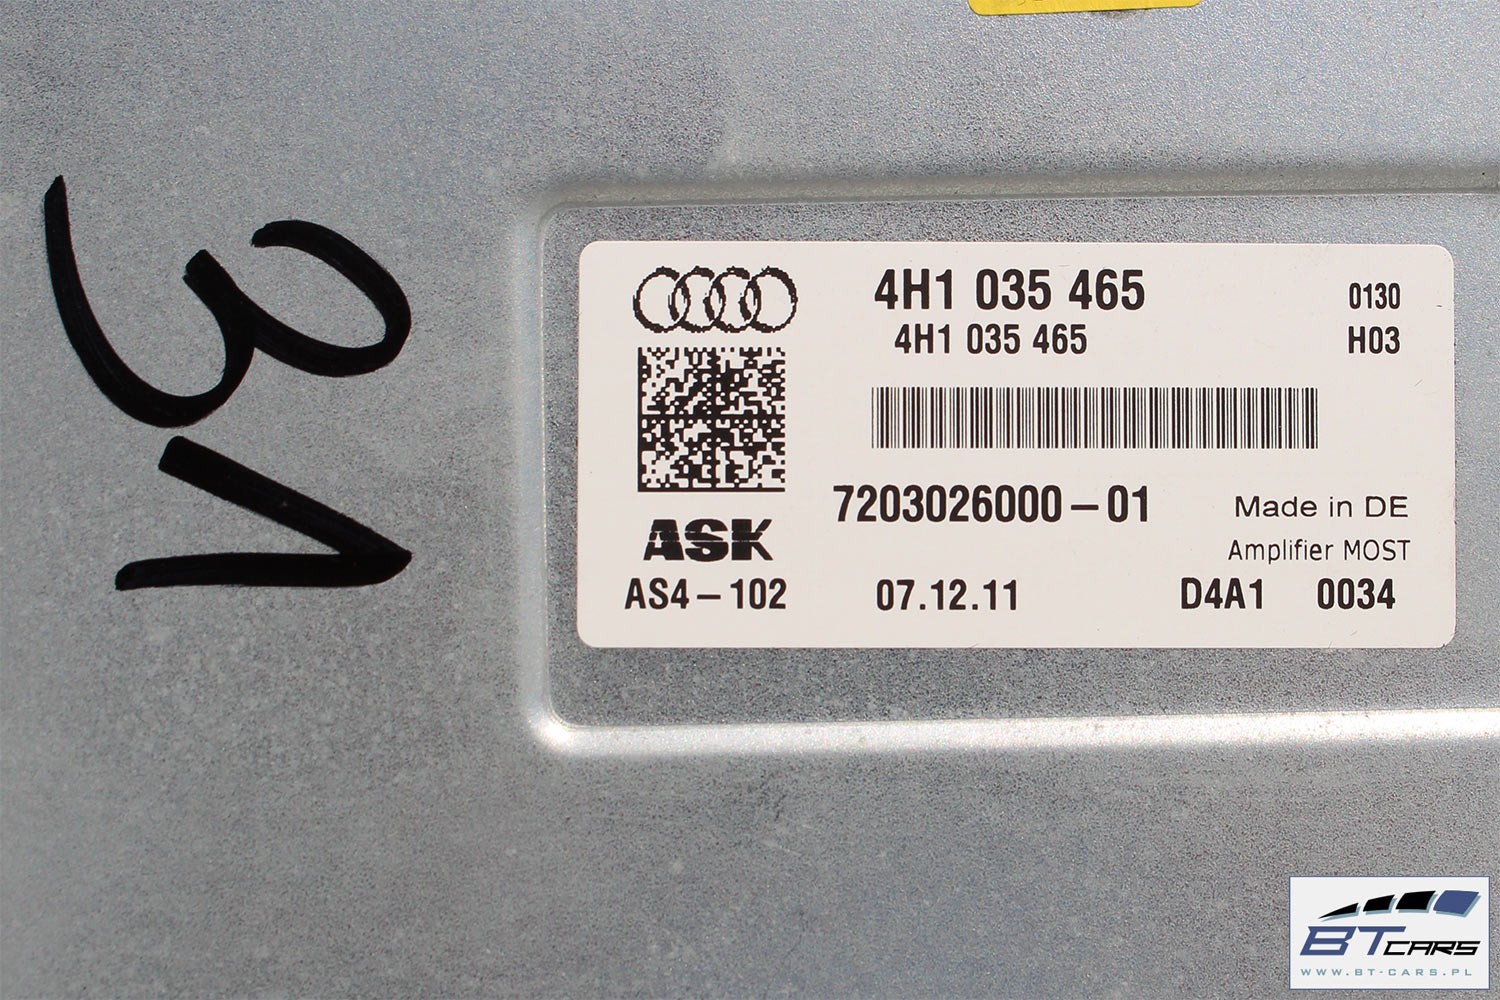 31
4H1 035 465
0130
4H1 035 465
H03
7203026000-01
Made in DE
ASK
Amplifier MOST
AS4-102
07.12.11
D4A1 0034
BT CARS
WWW.BT-CARS.PL